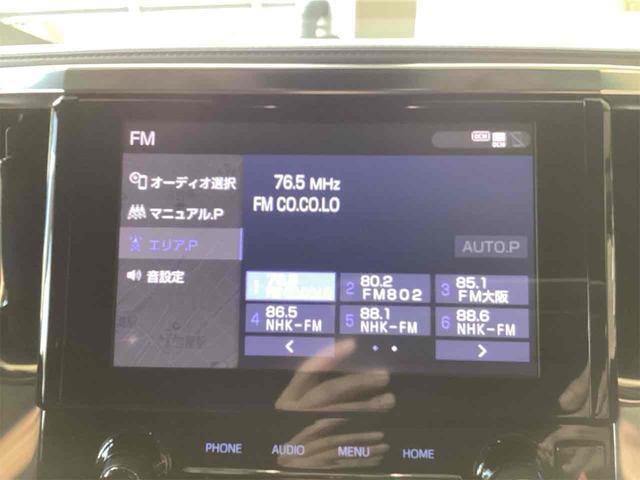 FM
オーディオ選択
マニュアル.P
エリア.P
音設定
76.5 MHz
FM CO.CO.LO
AUTO.P
1
2 80.2 FM802
3 85.1 FM大阪
4 86.5 NHK-FM
5 88.1 NHK-FM
6 88.6 NHK-FM
PHONE AUDIO MENU HOME